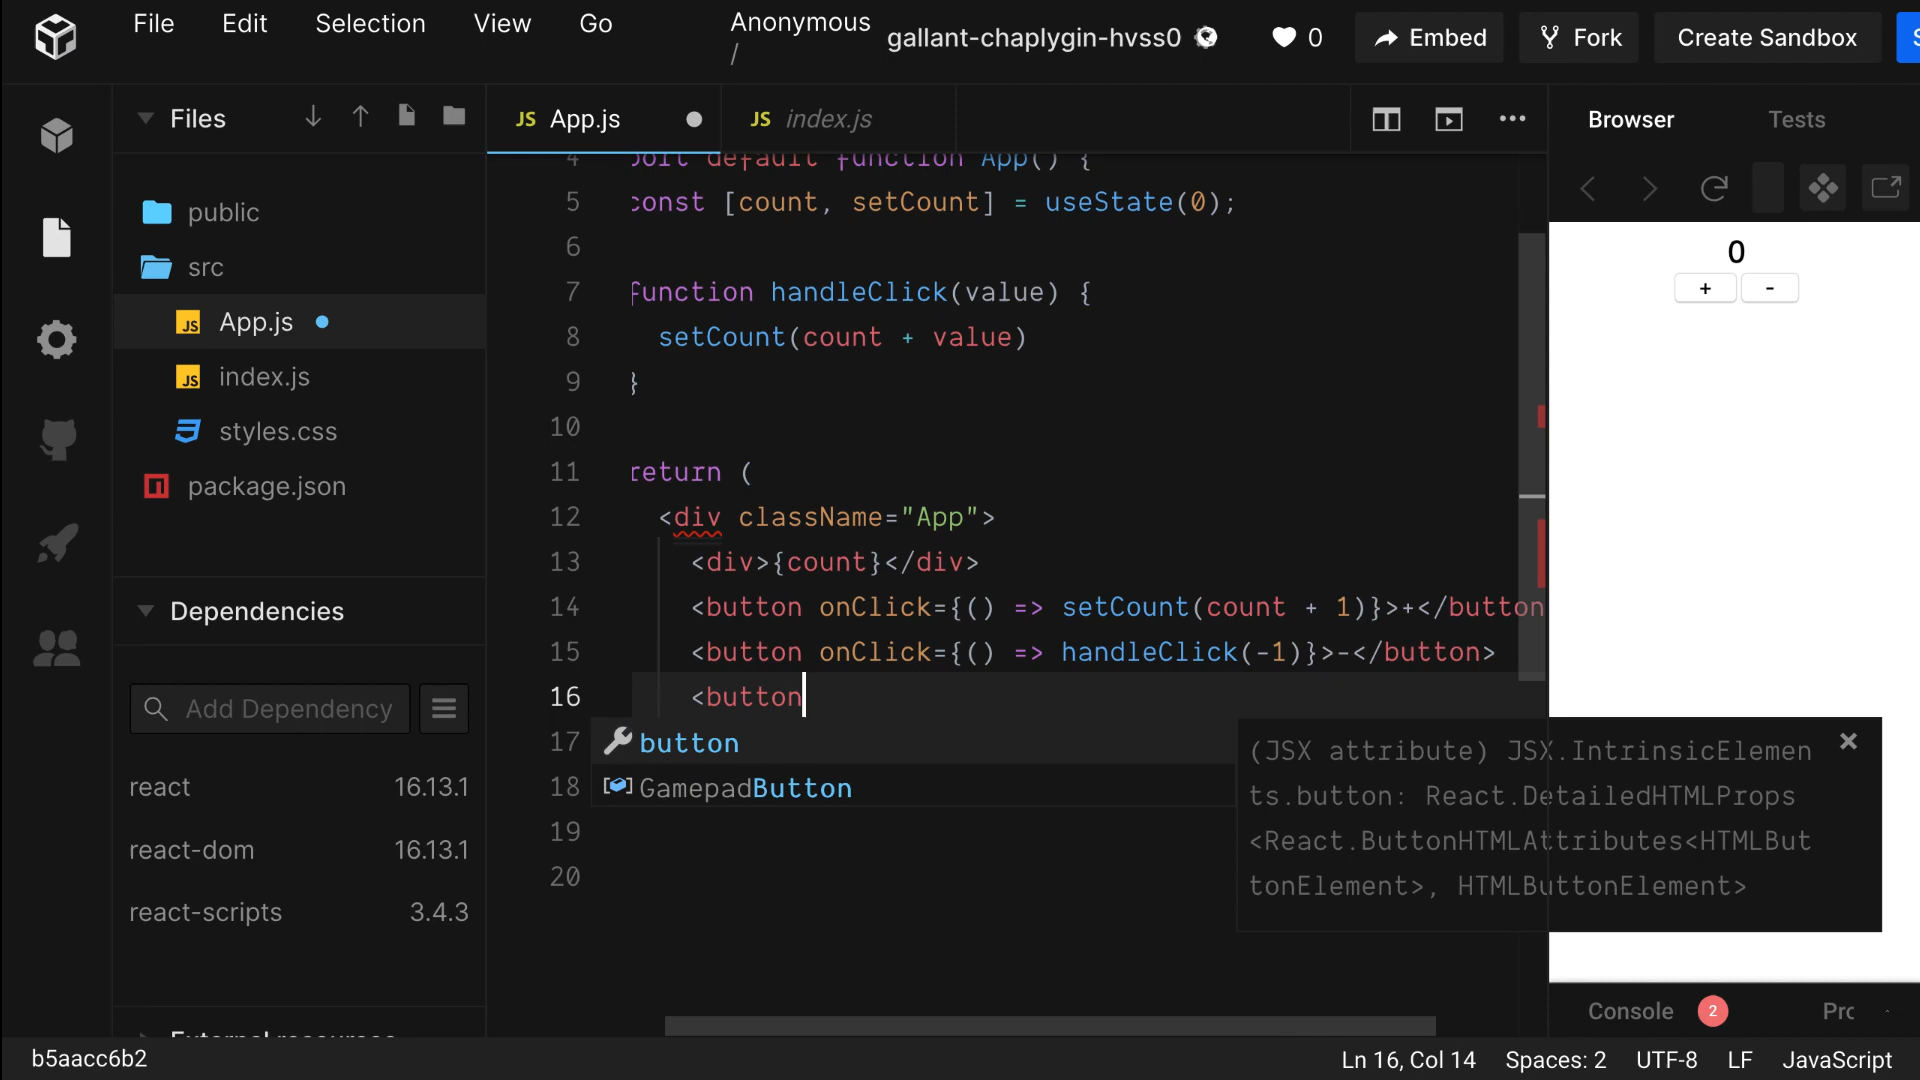 File Edit Selection View Go
Anonymous
/
gallant-chaplygin-hvss0
0
Embed
Fork
Create Sandbox
Files
public
src
App.js
index.js
styles.css
package.json
Dependencies
Add Dependency
react 16.13.1
react-dom 16.13.1
react-scripts 3.4.3
JS App.js
JS index.js
4 port default function App() {
5 const [count, setCount] = useState(0);
6
7 function handleClick(value) {
8 setCount(count + value)
9 }
10
11 return (
12 <div className="App">
13 <div>{count}</div>
14 <button onClick={() => setCount(count + 1)}>+</button
15 <button onClick={() => handleClick(-1)}>-</button>
16 <button
17 button
18 GamepadButton
19
20
(JSX attribute) JSX.IntrinsicElemen
ts.button: React.DetailedHTMLProps
<React.ButtonHTMLAttributes<HTMLBut
tonElement>, HTMLButtonElement>
Browser Tests
0
+ -
Console 2
b5aacc6b2
Ln 16, Col 14 Spaces: 2 UTF-8 LF JavaScript